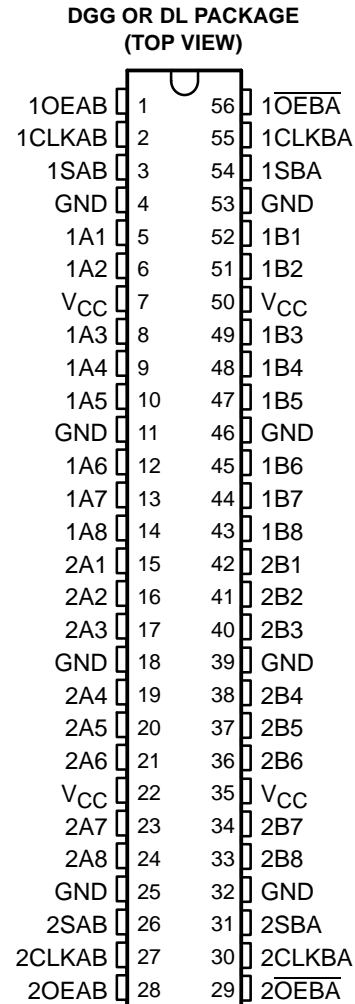 DGG OR DL PACKAGE
(TOP VIEW)
1OEAB 1 56 1OEBA
1CLKAB 2 55 1CLKBA
1SAB 3 54 1SBA
GND 4 53 GND
1A1 5 52 1B1
1A2 6 51 1B2
VCC 7 50 VCC
1A3 8 49 1B3
1A4 9 48 1B4
1A5 10 47 1B5
GND 11 46 GND
1A6 12 45 1B6
1A7 13 44 1B7
1A8 14 43 1B8
2A1 15 42 2B1
2A2 16 41 2B2
2A3 17 40 2B3
GND 18 39 GND
2A4 19 38 2B4
2A5 20 37 2B5
2A6 21 36 2B6
VCC 22 35 VCC
2A7 23 34 2B7
2A8 24 33 2B8
GND 25 32 GND
2SAB 26 31 2SBA
2CLKAB 27 30 2CLKBA
2OEAB 28 29 2OEBA